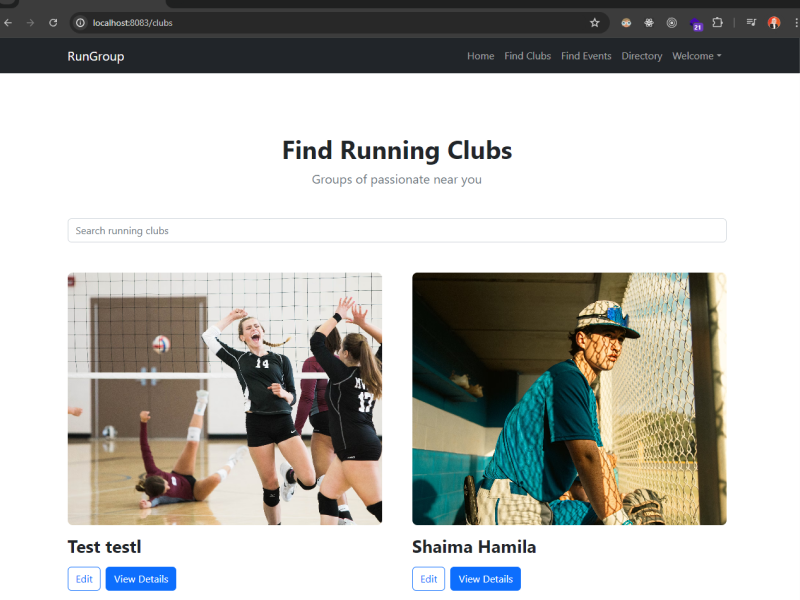 localhost:8083/clubs
21
RunGroup
Home Find Clubs Find Events Directory Welcome
Find Running Clubs
Groups of passionate near you
Search running clubs
14
17
Test testl
Shaima Hamila
Edit View Details
Edit View Details